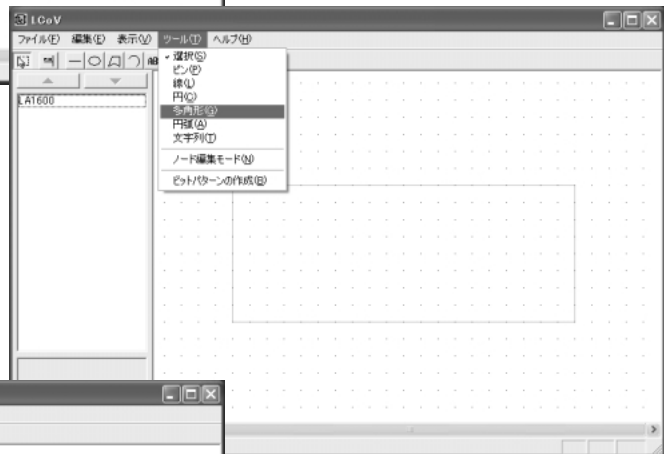 LCoV
ファイル(F) 編集(E) 表示(V) ツール(T) ヘルプ(H)
選択(S)
ピン(P)
線(L)
円(C)
多角形(G)
円弧(A)
文字列(T)
ノード編集モード(N)
ビットパターンの作成(B)
LA1600